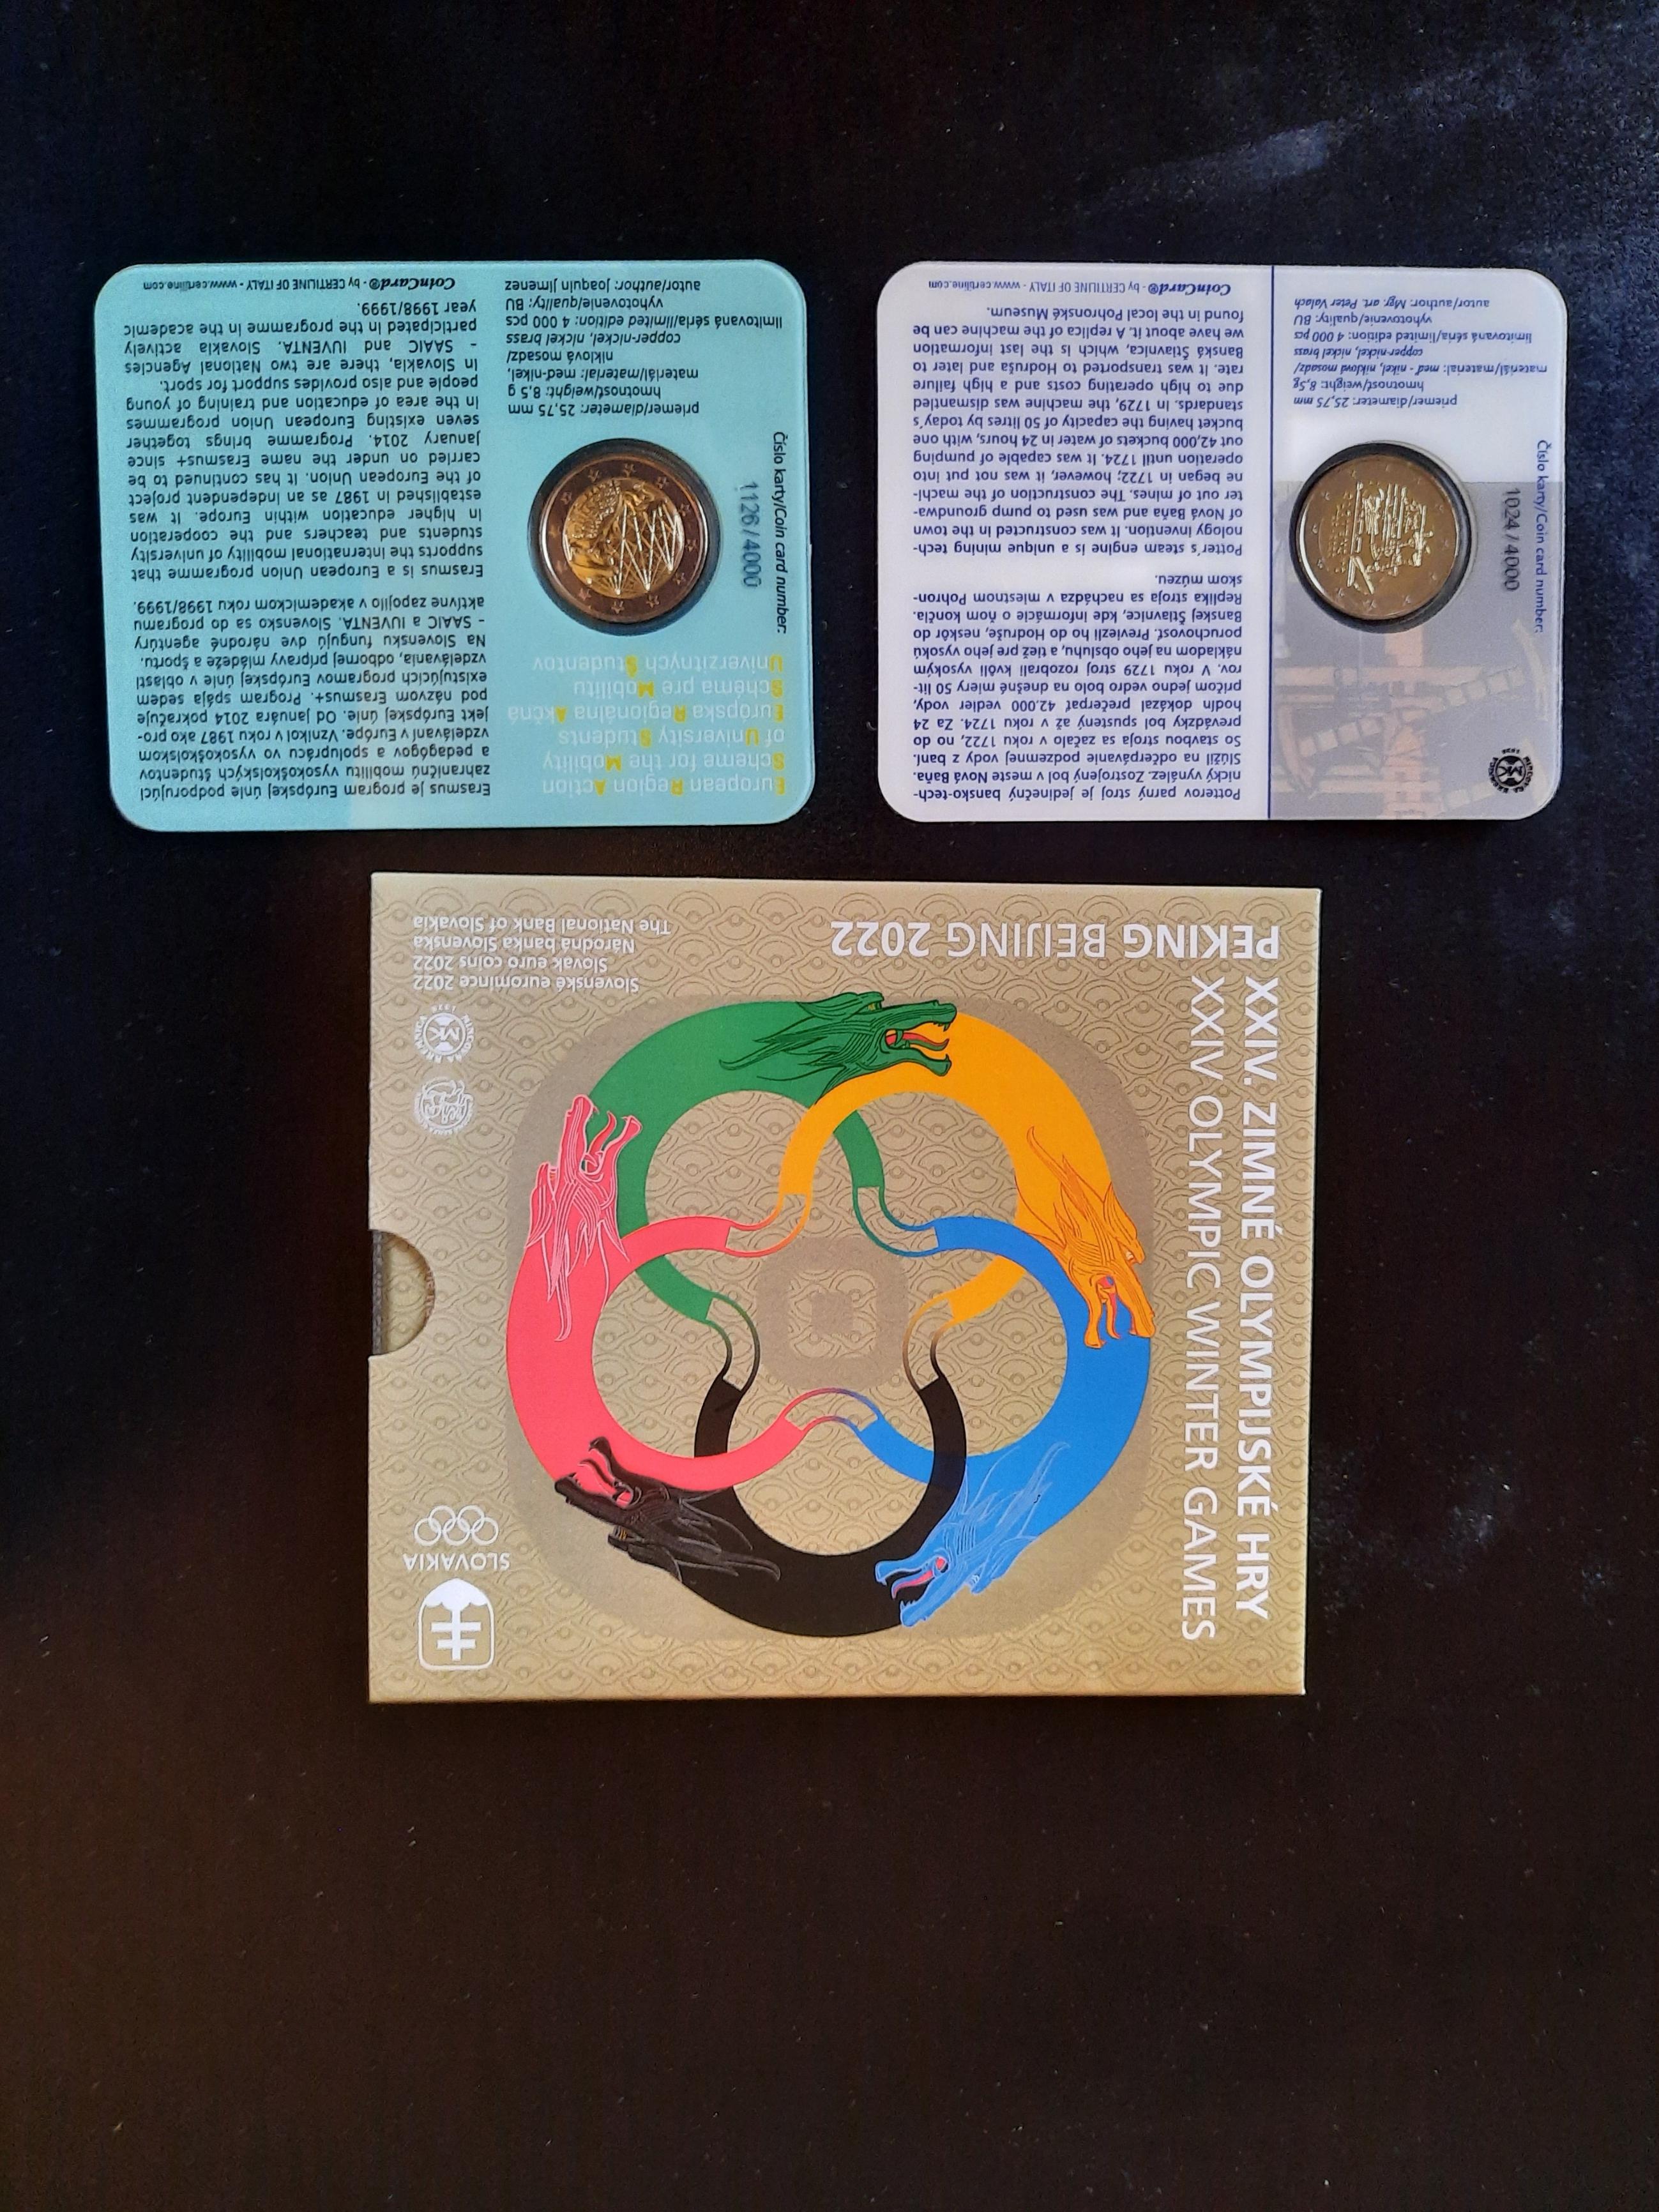 Erasmus je program Európskej únie podporujúci
zahraničnú mobilitu vysokoškolských študentov
a pedagógov a spoluprácu vo vysokoškolskom
vzdelávaní v Európe. Vznikol v roku 1987 ako pro-
jekt Európskej únie. Od januára 2014 pokračuje
pod názvom Erasmus+. Program spája sedem
existujúcich programov Európskej únie v oblasti
vzdelávania, odbornej prípravy mládeže a športu.
Na Slovensku fungujú dve národné agentúry
- SAAIC a IUVENTA. Slovensko sa do programu
aktívne zapojilo v akademickom roku 1998/1999.
Erasmus is a European Union programme that
supports the international mobility of university
students and teachers and the cooperation
in higher education within Europe. It was
established in 1987 as an independent project
of the European Union. It has continued to be
carried on under the name Erasmus+ since
January 2014. Programme brings together
seven existing European Union programmes
in the area of education and training of young
people and also provides support for sport.
In Slovakia, there are two National Agencies
- SAAIC and IUVENTA. Slovakia actively
participated in the programme in the academic
year 1998/1999.
CoinCard® - by CERTILINE OF ITALY - www.certiline.com
European Region Action
Scheme for the Mobility
of University Students
Európska Regionálna Akčná
Schéma pre Mobilitu
Univerzitných Študentov
Číslo karty/Coin card number:
1126/4000
priemer/diameter: 25,75 mm
hmotnosť/weight: 8,5 g
materiál/material: meď-nikel,
niklová mosadz/
copper-nickel, nickel brass
limitovaná séria/limited edition: 4 000 pcs
vyhotovenie/quality: BU
autor/author: Joaquin Jimenez
Potterov parný stroj je jedinečný bansko-tech-
nický vynález. Zostrojený bol v meste Nová Baňa.
Slúžil na odčerpávanie podzemnej vody z baní.
So stavbou stroja sa začalo v roku 1722, no do
prevádzky bol spustený až v roku 1724. Za 24
hodín dokázal prečerpať 42.000 vedier vody,
pričom jedno vedro bolo na dnešné miery 50 lit-
rov. V roku 1729 stroj rozobrali kvôli vysokým
nákladom na jeho obsluhu, a tiež pre jeho vysokú
poruchovosť. Previezli ho do Hodruše, neskôr do
Banskej Štiavnice, kde informácie o ňom končia.
Replika stroja sa nachádza v miestnom Pohron-
skom múzeu.
Potter´s steam engine is a unique mining tech-
nology invention. It was constructed in the town
of Nová Baňa and was used to pump groundwa-
ter out of mines. The construction of the machi-
ne began in 1722; however, it was not put into
operation until 1724. It was capable of pumping
out 42,000 buckets of water in 24 hours, with one
bucket having the capacity of 50 litres by today´s
standards. In 1729, the machine was dismantled
due to high operating costs and a high failure
rate. It was transported to Hodruša and later to
Banská Štiavnica, which is the last information
we have about it. A replica of the machine can be
found in the local Pohronské Museum.
CoinCard® - by CERTILINE OF ITALY - www.certiline.com
MINCOVŇA KREMNICA
1328
MK
Číslo karty/Coin card number:
1024/4000
priemer/diameter: 25,75 mm
hmotnosť/weight: 8,5g
materiál/material: meď - nikel, niklová mosadz/
copper-nickel, nickel brass
limitovaná séria/limited edition: 4 000 pcs
vyhotovenie/quality: BU
autor/author: Mgr. art. Peter Valach
XXIV. ZIMNÉ OLYMPIJSKÉ HRY
XXIV OLYMPIC WINTER GAMES
PEKING BEIJING 2022
Slovenské euromince 2022
Slovak euro coins 2022
Národná banka Slovenska
The National Bank of Slovakia
MINCOVŇA KREMNICA
1328
MK
SLOVAKIA